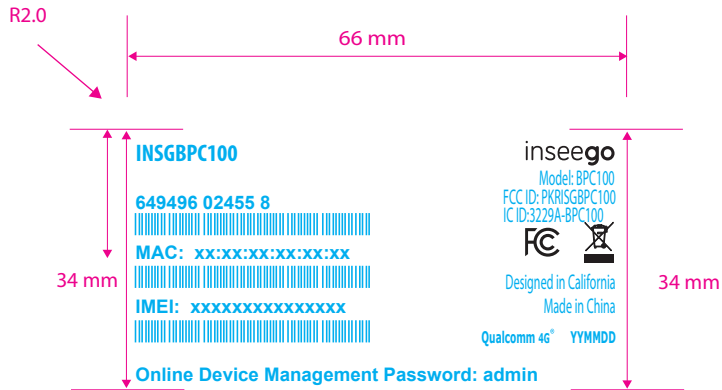 R2.0
66 mm
INSGBPC100
inseego
Model: BPC100
FCC ID: PKRISGBPC100
IC ID:3229A-BPC100
649496 02455 8
FC
MAC: xx:xx:xx:xx:xx:xx
34 mm
34 mm
Designed in California
IMEI: xxxxxxxxxxxxxxx
Made in China
Qualcomm 4G® YYMMDD
Online Device Management Password: admin